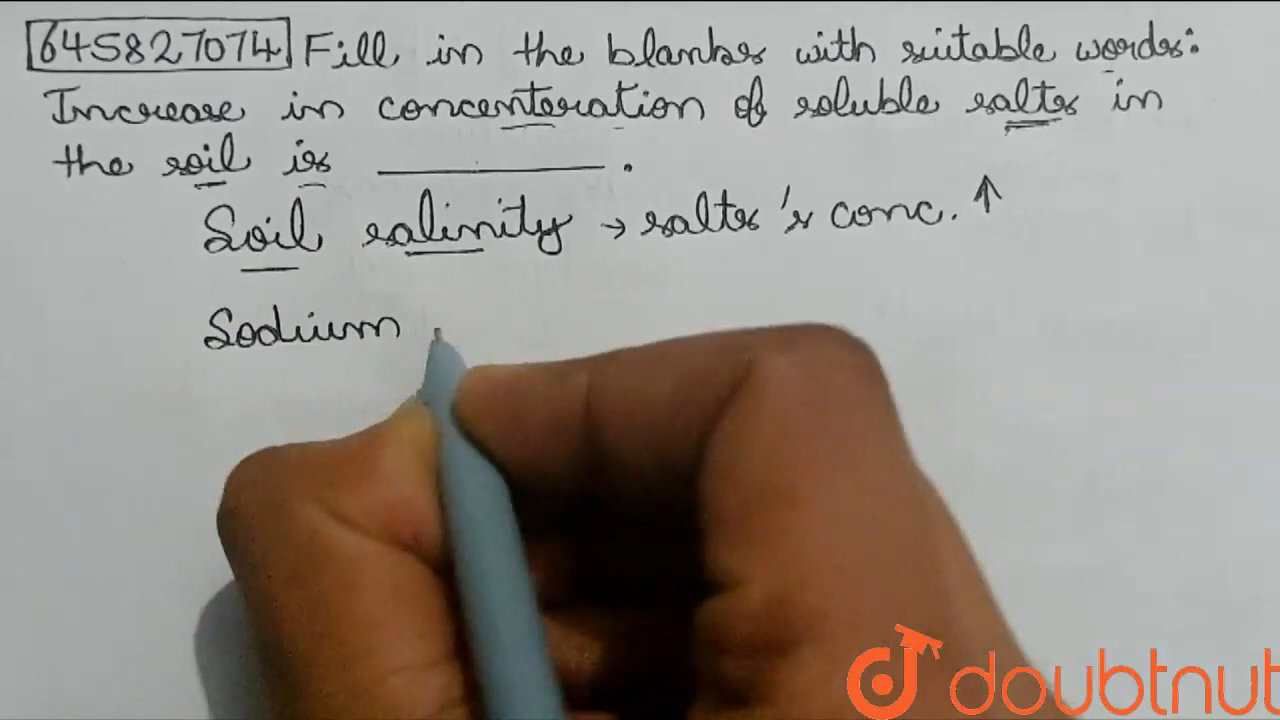 645827074 Fill in the blanks with suitable words:
Increase in concenteration of soluble salts in
the soil is __________ .
Soil salinity → salts's conc. ↑
Sodium
doubtnut